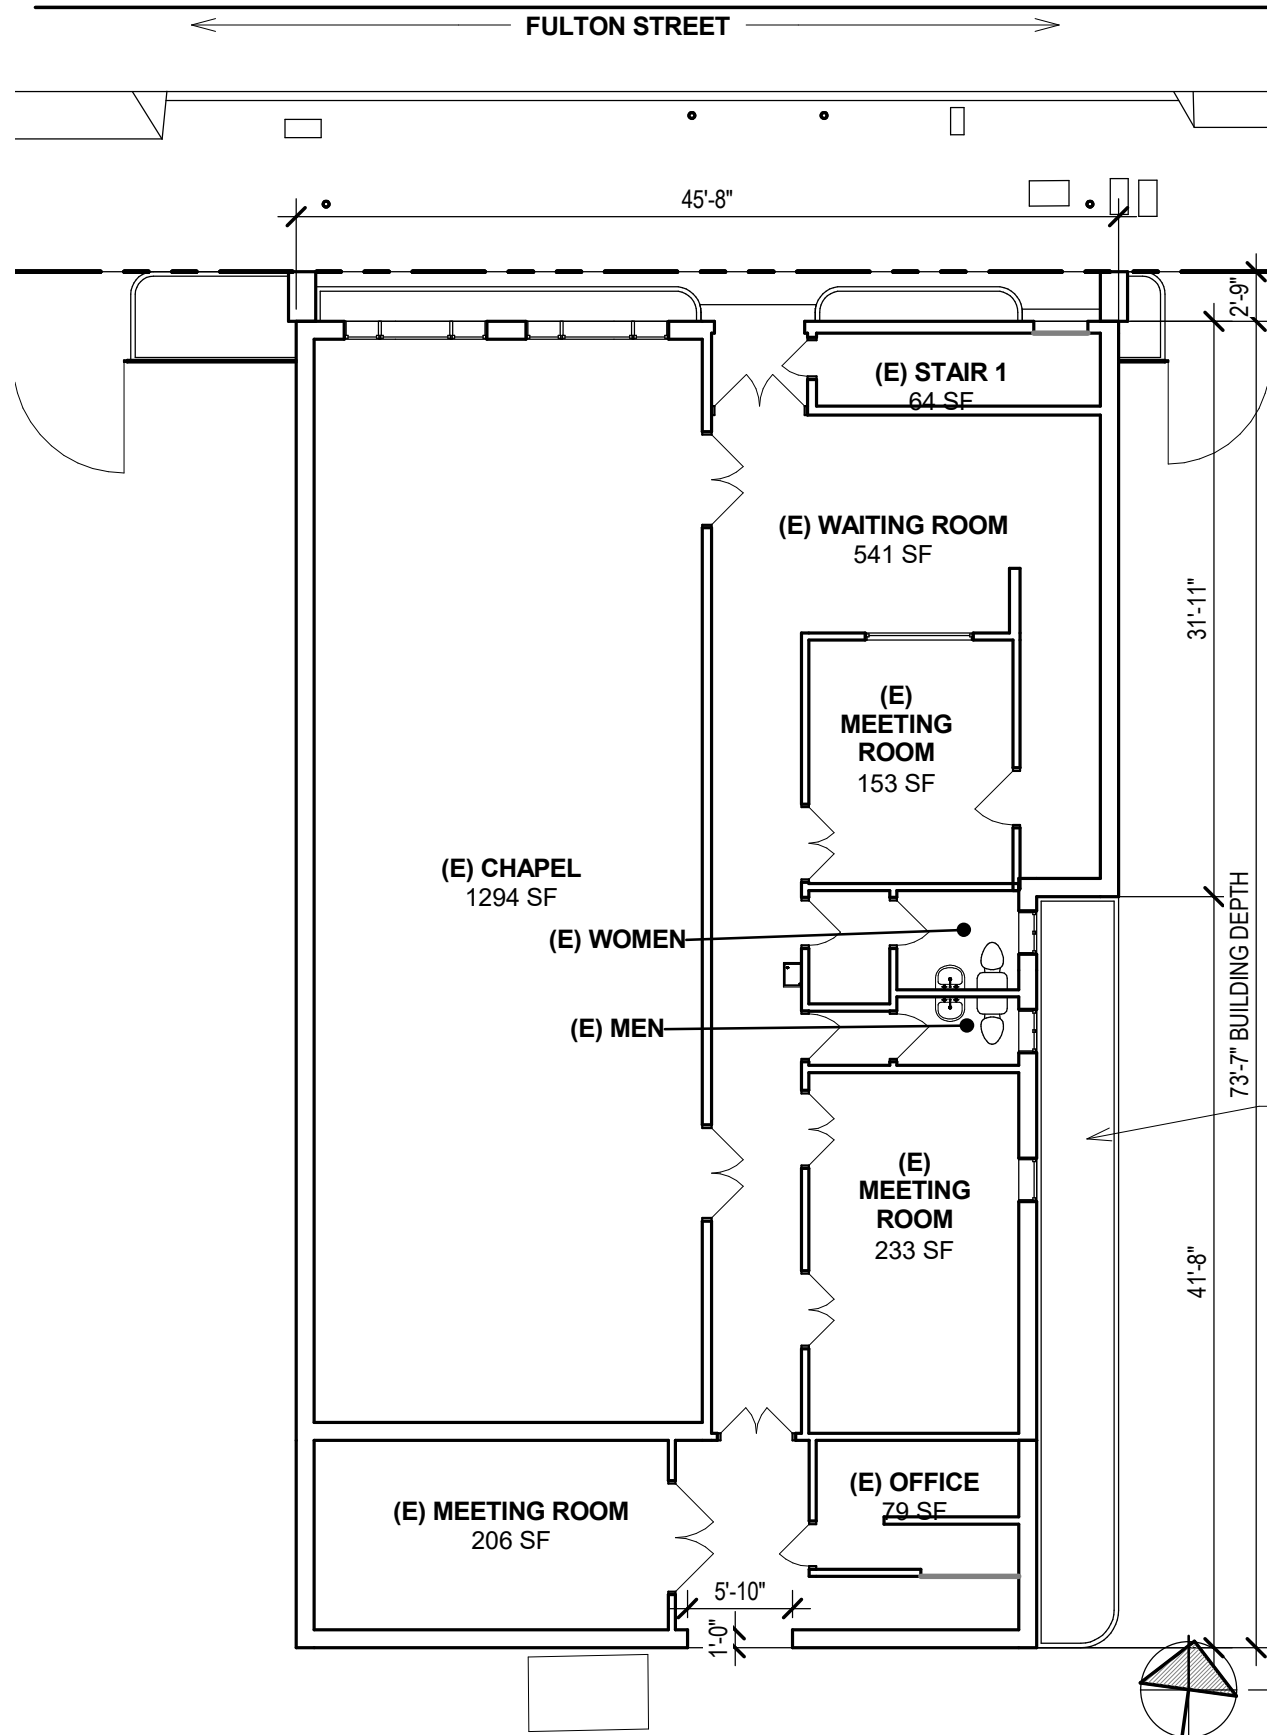 FULTON STREET
45'-8"
2'-9"
(E) STAIR 1
64 SF
(E) WAITING ROOM
541 SF
31'-11"
(E)
MEETING
ROOM
153 SF
(E) CHAPEL
1294 SF
(E) WOMEN
73'-7" BUILDING DEPTH
(E) MEN
(E)
MEETING
ROOM
233 SF
41'-8"
(E) OFFICE
79 SF
(E) MEETING ROOM
206 SF
5'-10"
1'-0"